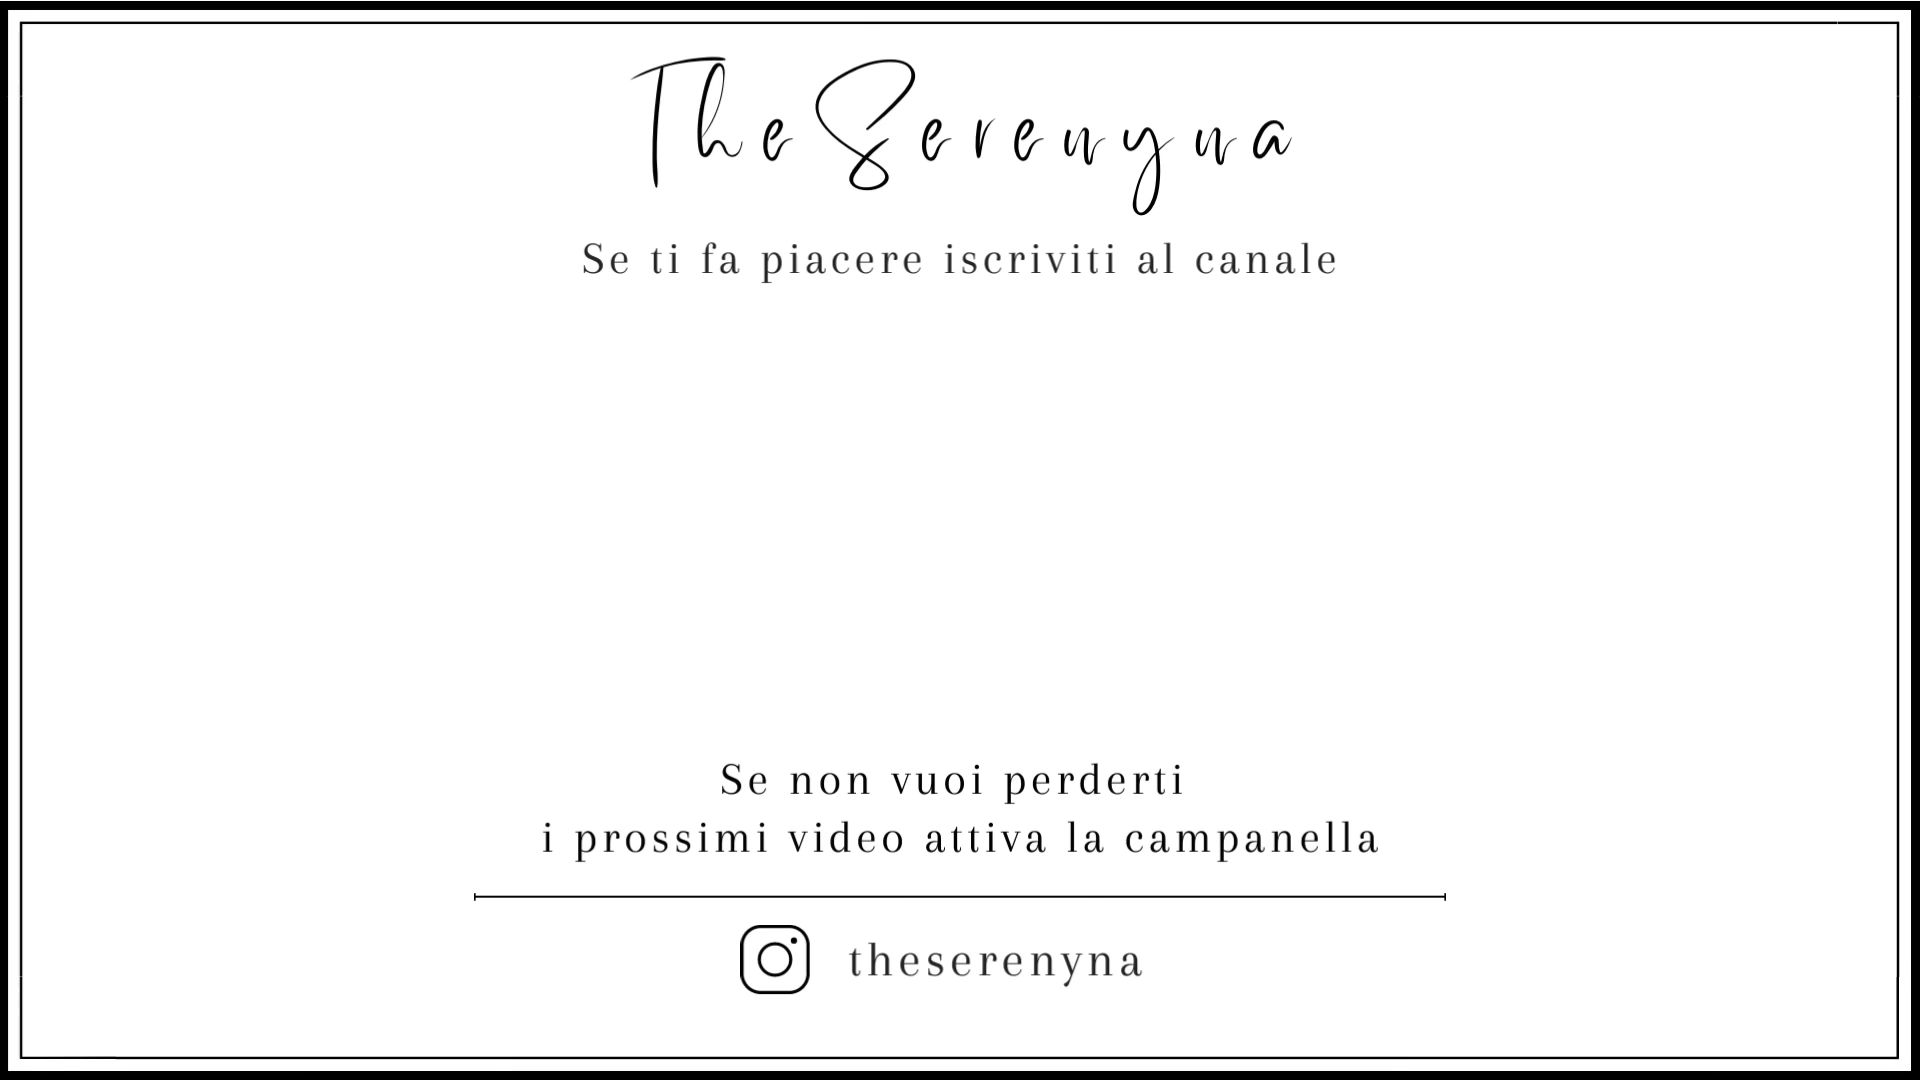 TheSerenyna
Se ti fa piacere iscriviti al canale
Se non vuoi perderti
i prossimi video attiva la campanella
theserenyna